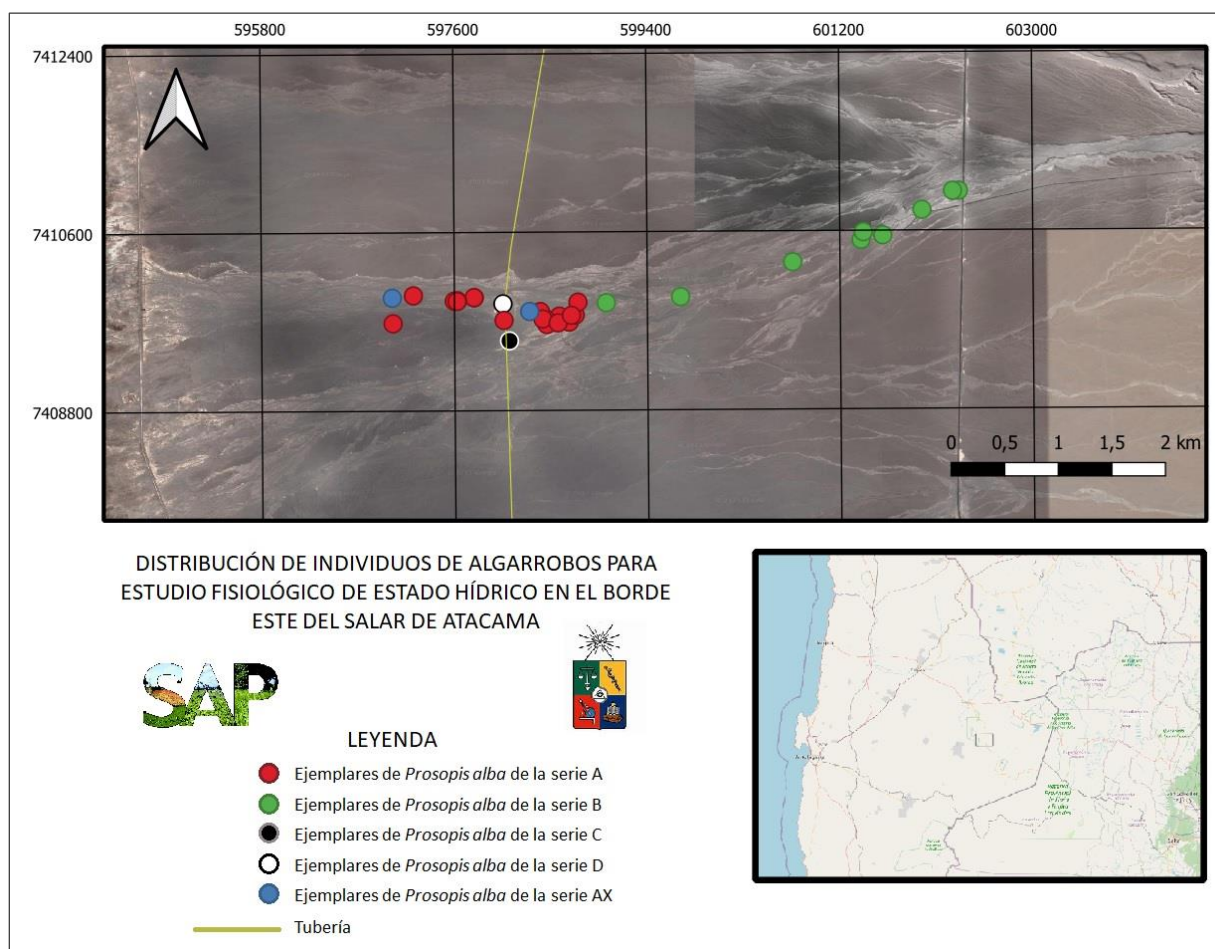 595800 597600 599400 601200 603000
7412400
7410600
7408800
0 0,5 1 1,5 2 km
DISTRIBUCIÓN DE INDIVIDUOS DE ALGARROBOS PARA
ESTUDIO FISIOLÓGICO DE ESTADO HÍDRICO EN EL BORDE
ESTE DEL SALAR DE ATACAMA
SAP
LEYENDA
Ejemplares de Prosopis alba de la serie A
Ejemplares de Prosopis alba de la serie B
Ejemplares de Prosopis alba de la serie C
Ejemplares de Prosopis alba de la serie D
Ejemplares de Prosopis alba de la serie AX
Tubería